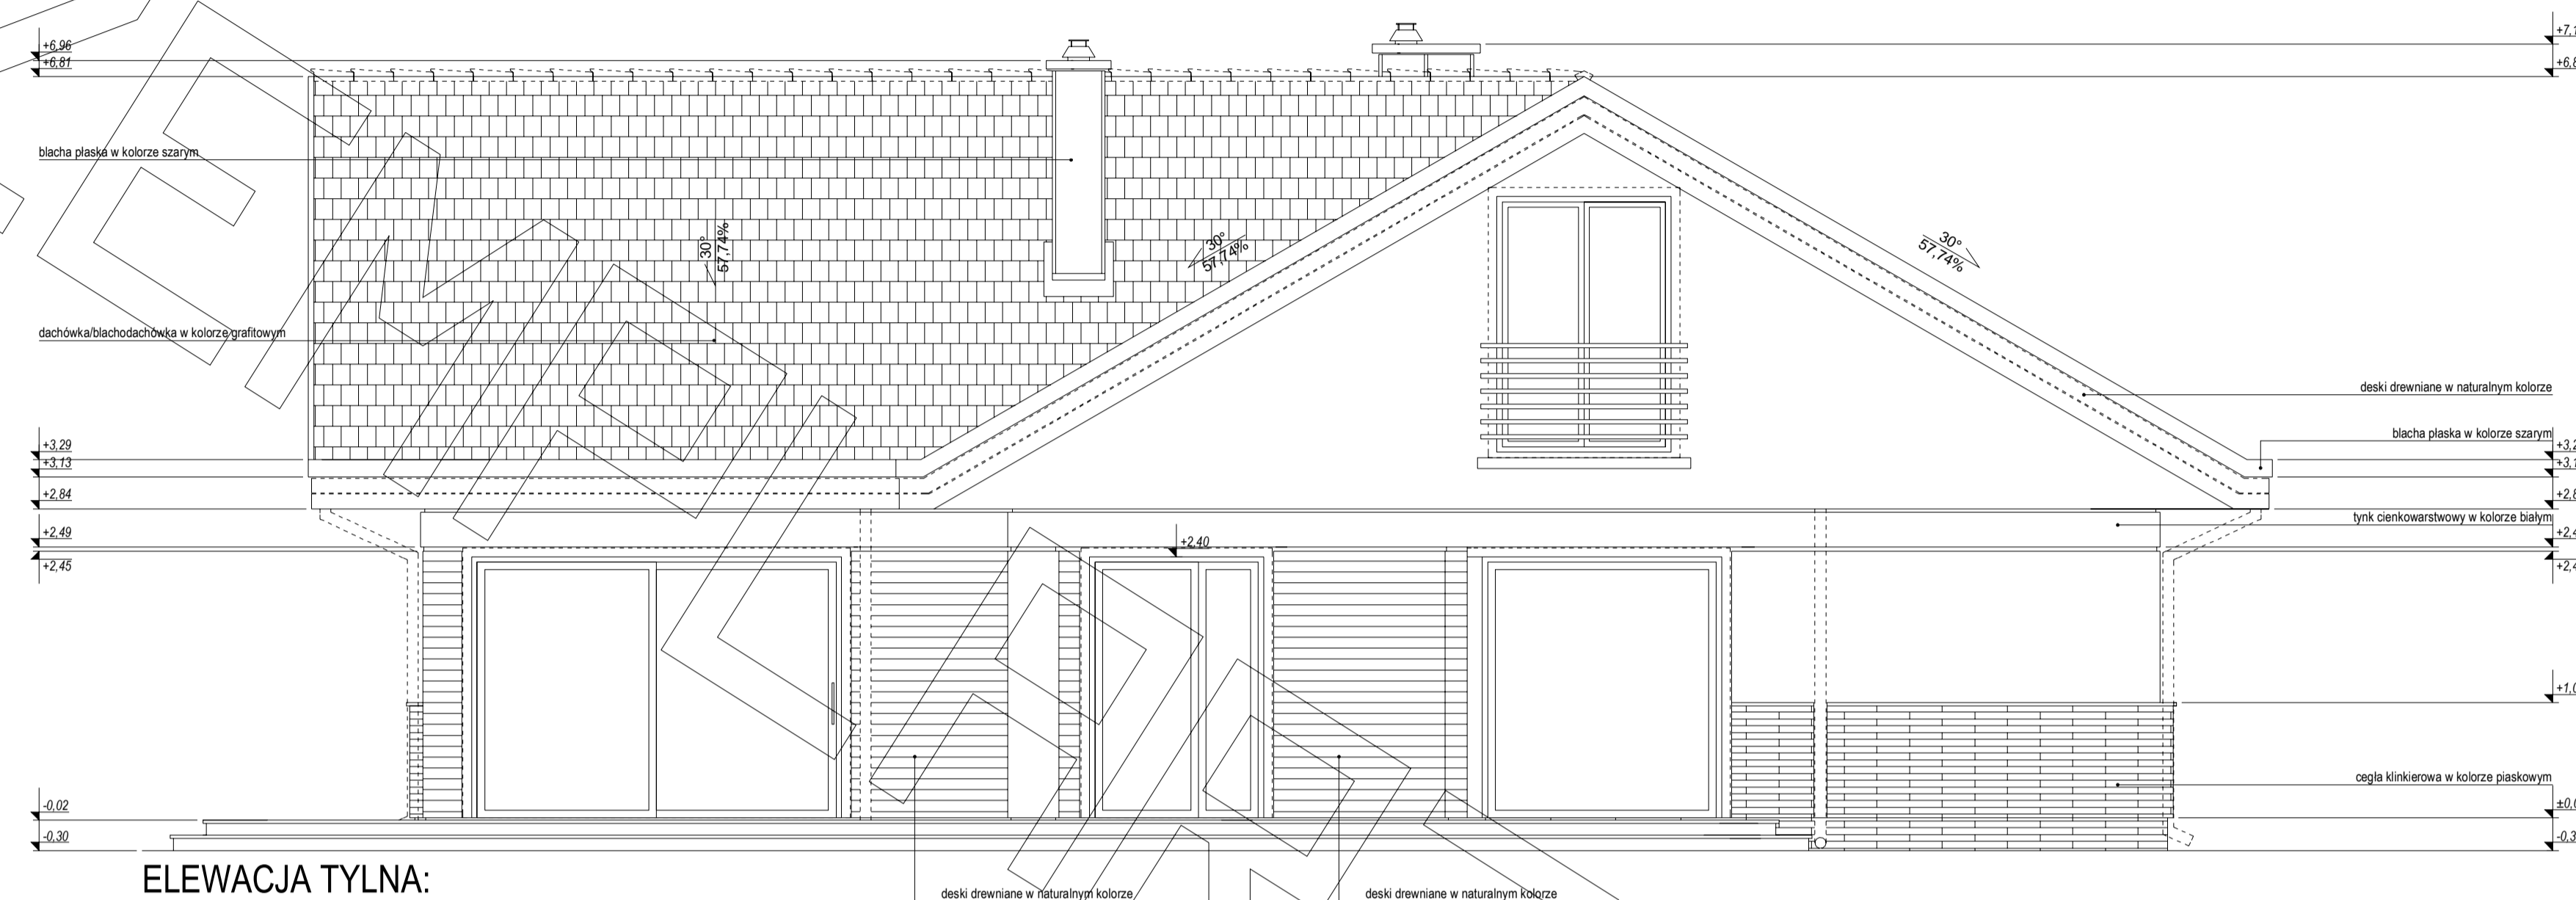 +6,96
+6,81
blacha płaska w kolorze szarym
dachówka/blachodachówka w kolorze grafitowym
30°
57,74%
30°
57,74%
30°
57,74%
deski drewniane w naturalnym kolorze
blacha płaska w kolorze szarym
+3,29
+3,13
+2,84
+2,49
+2,45
+2,40
tynk cienkowarstwowy w kolorze białym
cegła klinkierowa w kolorze piaskowym
-0,02
-0,30
ELEWACJA TYLNA:
deski drewniane w naturalnym kolorze
deski drewniane w naturalnym kolorze